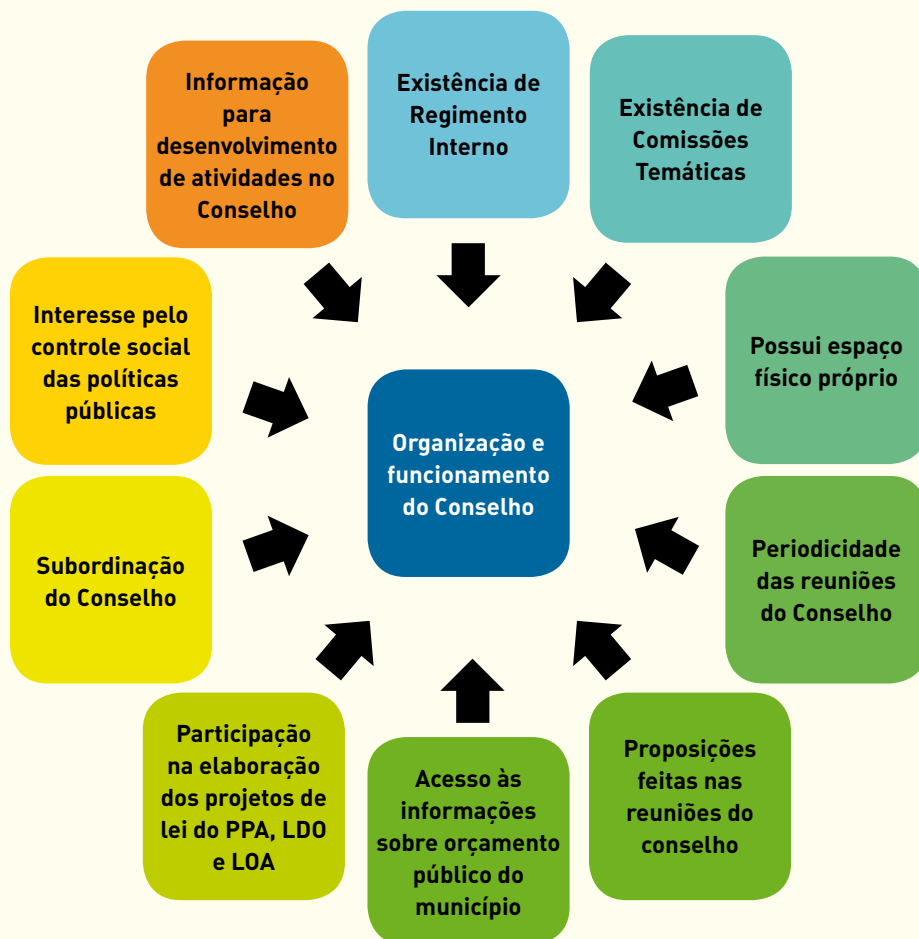 Informação
para
desenvolvimento
de atividades no
Conselho
Existência de
Regimento
Interno
Existência de
Comissões
Temáticas
Interesse pelo
controle social
das políticas
públicas
Possui espaço
físico próprio
Organização e
funcionamento
do Conselho
Subordinação
do Conselho
Periodicidade
das reuniões
do Conselho
Participação
na elaboração
dos projetos de
lei do PPA, LDO
e LOA
Acesso às
informações
sobre orçamento
público do
município
Proposições
feitas nas
reuniões do
conselho